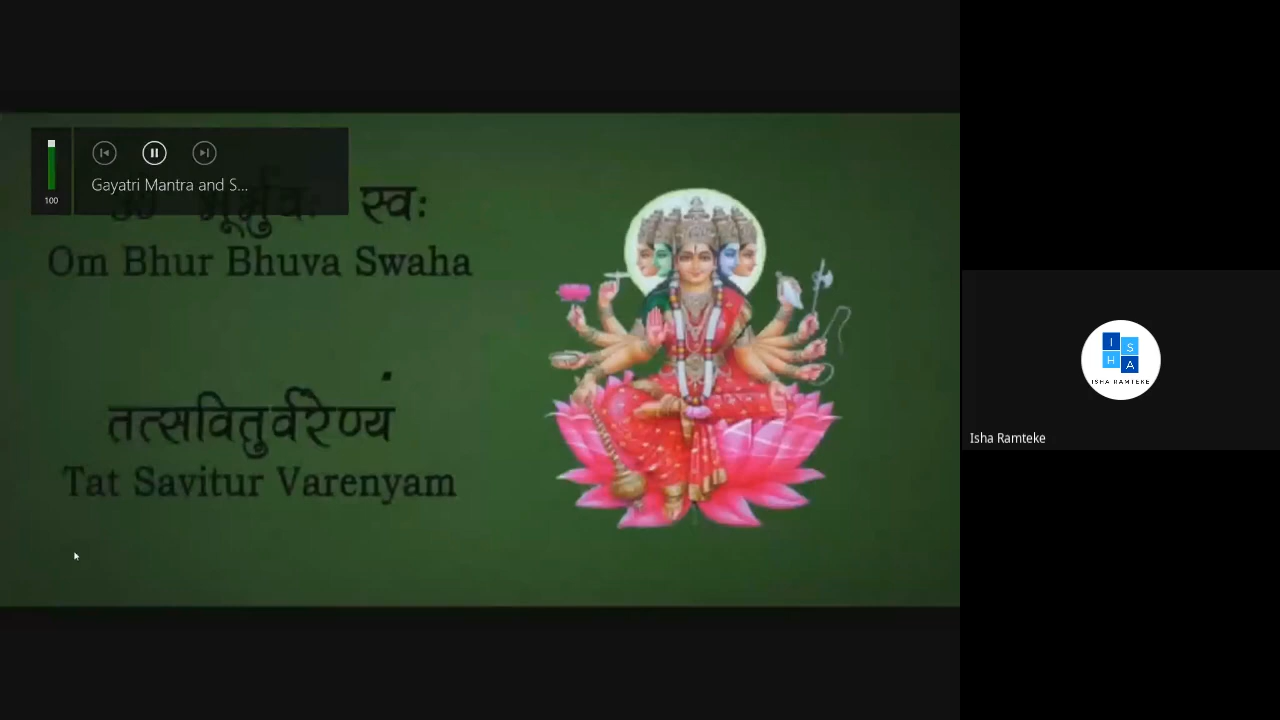 100
Gayatri Mantra and S...
ॐ भूर्भुवः स्वः
Om Bhur Bhuva Swaha
तत्सवितुर्वरेण्यं
Tat Savitur Varenyam
I S
H A
ISHA RAMTEKE
Isha Ramteke